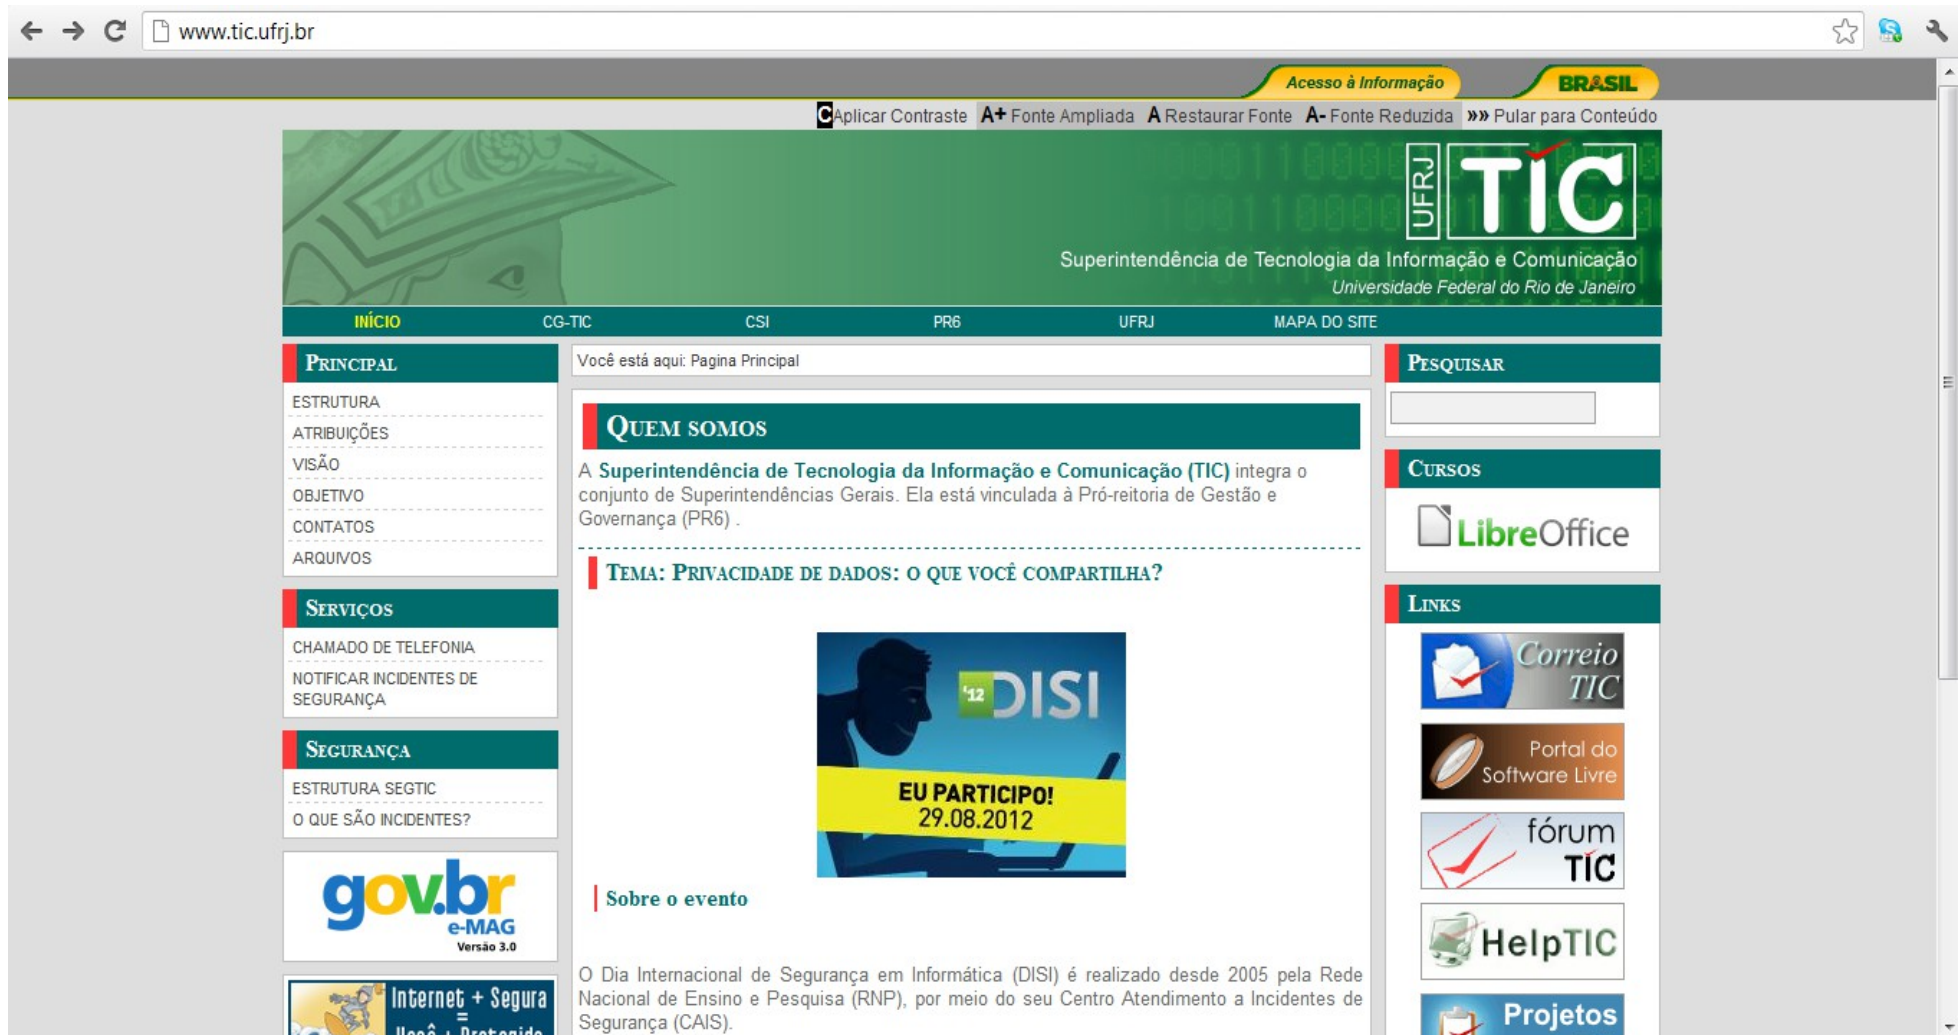 www.tic.ufrj.br
Acesso à Informação
BRASIL
C Aplicar Contraste A+ Fonte Ampliada A Restaurar Fonte A- Fonte Reduzida »» Pular para Conteúdo
UFRJ TIC
Superintendência de Tecnologia da Informação e Comunicação
Universidade Federal do Rio de Janeiro
INÍCIO CG-TIC CSI PR6 UFRJ MAPA DO SITE
PRINCIPAL
ESTRUTURA
ATRIBUIÇÕES
VISÃO
OBJETIVO
CONTATOS
ARQUIVOS
SERVIÇOS
CHAMADO DE TELEFONIA
NOTIFICAR INCIDENTES DE
SEGURANÇA
SEGURANÇA
ESTRUTURA SEGTIC
O QUE SÃO INCIDENTES?
gov.br
e-MAG
Versão 3.0
Internet + Segura
=
Você + Protegido
Você está aqui: Pagina Principal
QUEM SOMOS
A Superintendência de Tecnologia da Informação e Comunicação (TIC) integra o
conjunto de Superintendências Gerais. Ela está vinculada à Pró-reitoria de Gestão e
Governança (PR6) .
TEMA: PRIVACIDADE DE DADOS: O QUE VOCÊ COMPARTILHA?
'12 DISI
EU PARTICIPO!
29.08.2012
Sobre o evento
O Dia Internacional de Segurança em Informática (DISI) é realizado desde 2005 pela Rede
Nacional de Ensino e Pesquisa (RNP), por meio do seu Centro Atendimento a Incidentes de
Segurança (CAIS).
PESQUISAR
CURSOS
LibreOffice
LINKS
Correio
TIC
Portal do
Software Livre
fórum
TIC
HelpTIC
Projetos